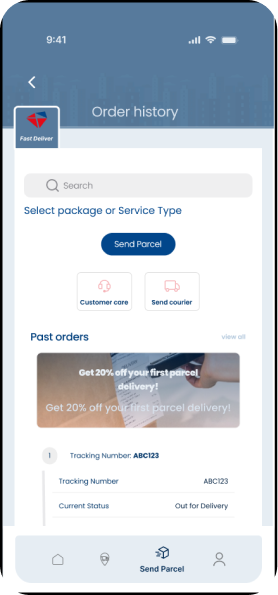 9:41
Order history
Fast Deliver
Search
Select package or Service Type
Send Parcel
Customer care
Send courier
Past orders
view all
Get 20% off your first parcel
delivery!
Get 20% off your first parcel delivery!
1
Tracking Number: ABC123
Tracking Number
ABC123
Current Status
Out for Delivery
Send Parcel